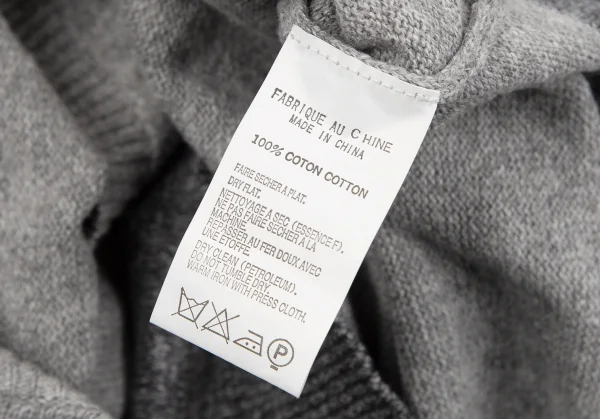 FABRIQUE AU CHINE
MADE IN CHINA
100% COTON COTTON
FAIRE SECHER A PLAT.
DRY FLAT.
NETTOYAGE A SEC (ESSENCE F).
NE PAS FAIRE SECHER A LA
MACHINE.
REPASSER AU FER DOUX AVEC
UNE ETOFFE.
DRY CLEAN (PETROLEUM).
DO NOT TUMBLE DRY.
WARM IRON WITH PRESS CLOTH.
P